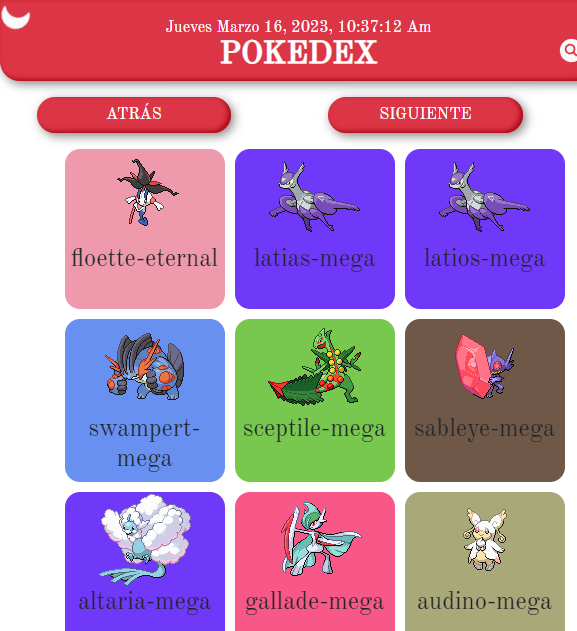 Jueves Marzo 16, 2023, 10:37:12 Am
POKEDEX
ATRÁS
SIGUIENTE
floette-eternal
latias-mega
latios-mega
swampert-
mega
sceptile-mega
sableye-mega
altaria-mega
gallade-mega
audino-mega